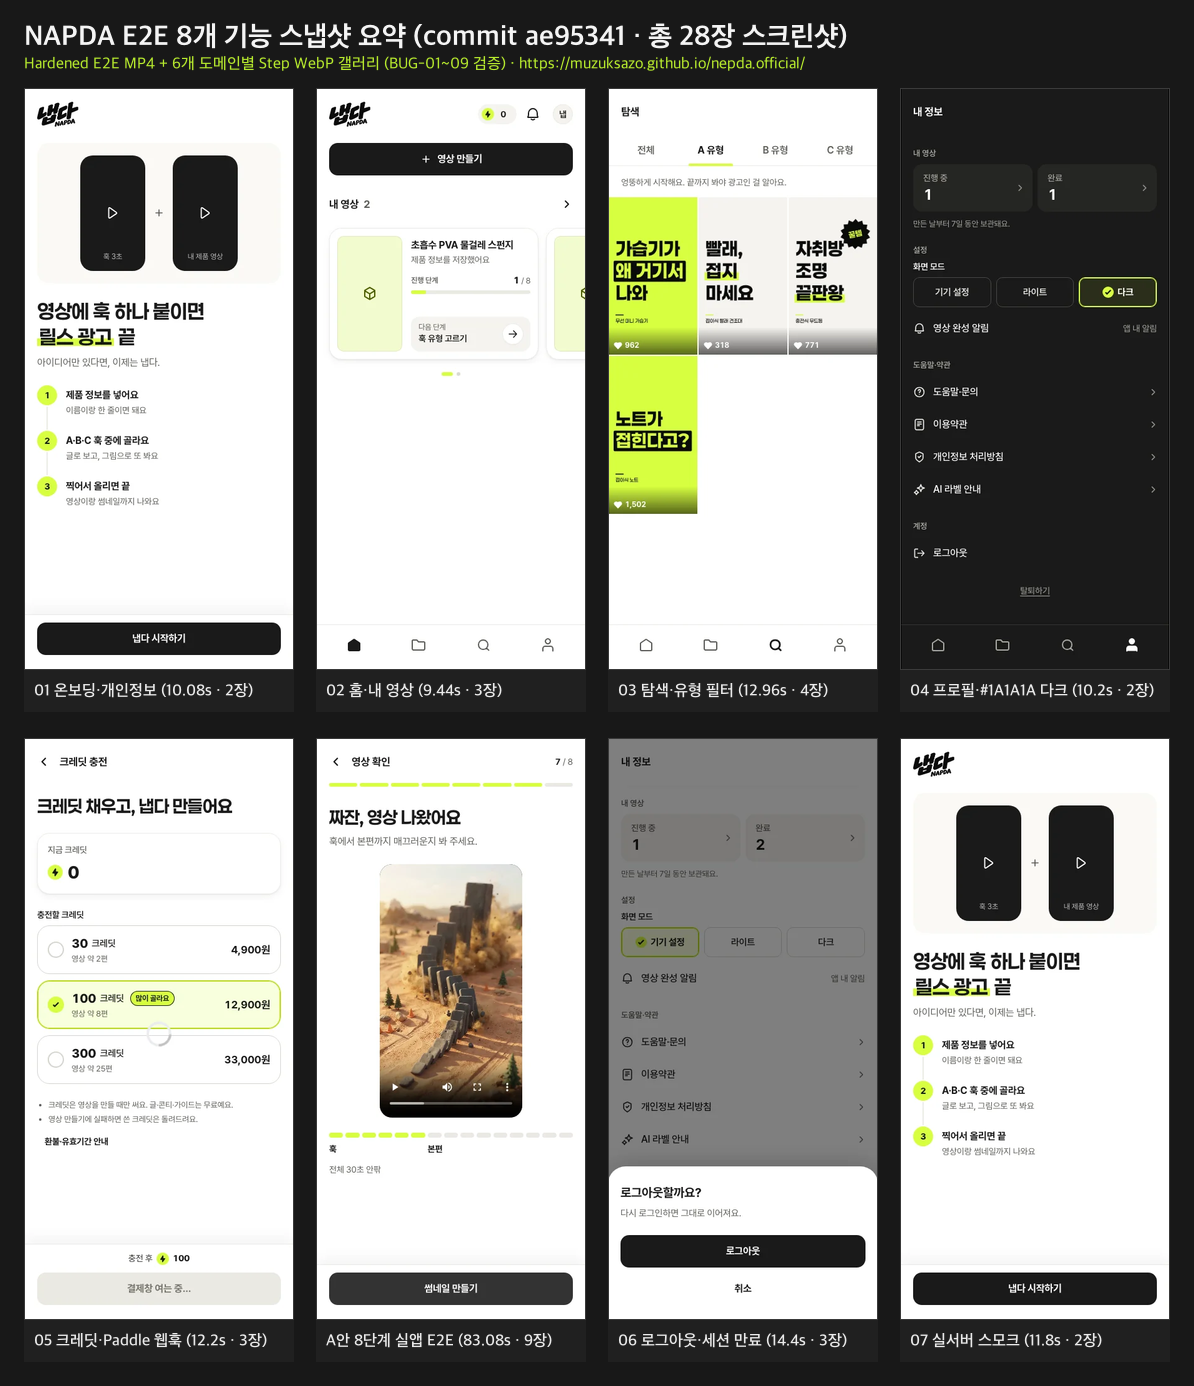 NAPDA E2E 8개 기능 스냅샷 요약 (commit ae95341 · 총 28장 스크린샷)
Hardened E2E MP4 + 6개 도메인별 Step WebP 갤러리 (BUG-01~09 검증) · https://muzuksazo.github.io/nepda.official/
냅다
NAPDA
훅 3초
+
내 제품 영상
영상에 훅 하나 붙이면
릴스 광고 끝
아이디어만 있다면, 이제는 냅다.
1 제품 정보를 넣어요
이름이랑 한 줄이면 돼요
2 A·B·C 훅 중에 골라요
글로 보고, 그림으로 또 봐요
3 찍어서 올리면 끝
영상이랑 썸네일까지 나와요
냅다 시작하기
01 온보딩·개인정보 (10.08s · 2장)
냅다
NAPDA
0
냅
+ 영상 만들기
내 영상 2
초흡수 PVA 물걸레 스펀지
제품 정보를 저장했어요
진행 단계 1 / 8
다음 단계
훅 유형 고르기
02 홈·내 영상 (9.44s · 3장)
탐색
전체 A 유형 B 유형 C 유형
엉뚱하게 시작해요. 끝까지 봐야 광고인 걸 알아요.
가습기가
왜 거기서
나와
무선 미니 가습기
962
빨래,
접지
마세요
접이식 빨래 건조대
318
꿀템
자취방
조명
끝판왕
충전식 무드등
771
노트가
접힌다고?
접이식 노트
1,502
03 탐색·유형 필터 (12.96s · 4장)
내 정보
내 영상
진행 중
1
완료
1
만든 날부터 7일 동안 보관돼요.
설정
화면 모드
기기 설정 라이트 다크
영상 완성 알림 앱 내 알림
도움말·약관
도움말·문의
이용약관
개인정보 처리방침
AI 라벨 안내
계정
로그아웃
탈퇴하기
04 프로필·#1A1A1A 다크 (10.2s · 2장)
크레딧 충전
크레딧 채우고, 냅다 만들어요
지금 크레딧
0
충전할 크레딧
30 크레딧
영상 약 2편
4,900원
100 크레딧 많이 골라요
영상 약 8편
12,900원
300 크레딧
영상 약 25편
33,000원
• 크레딧은 영상을 만들 때만 써요. 글·콘티·가이드는 무료예요.
• 영상 만들기에 실패하면 쓴 크레딧은 돌려드려요.
환불·유효기간 안내
충전 후 100
결제창 여는 중...
05 크레딧·Paddle 웹훅 (12.2s · 3장)
영상 확인 7 / 8
짜잔, 영상 나왔어요
훅에서 본편까지 매끄러운지 봐 주세요.
훅 본편
전체 30초 안팎
썸네일 만들기
A안 8단계 실앱 E2E (83.08s · 9장)
내 정보
내 영상
진행 중
1
완료
2
만든 날부터 7일 동안 보관돼요.
설정
화면 모드
기기 설정 라이트 다크
영상 완성 알림 앱 내 알림
도움말·약관
도움말·문의
이용약관
개인정보 처리방침
AI 라벨 안내
로그아웃할까요?
다시 로그인하면 그대로 이어져요.
로그아웃
취소
06 로그아웃·세션 만료 (14.4s · 3장)
냅다
NAPDA
훅 3초
+
내 제품 영상
영상에 훅 하나 붙이면
릴스 광고 끝
아이디어만 있다면, 이제는 냅다.
1 제품 정보를 넣어요
이름이랑 한 줄이면 돼요
2 A·B·C 훅 중에 골라요
글로 보고, 그림으로 또 봐요
3 찍어서 올리면 끝
영상이랑 썸네일까지 나와요
냅다 시작하기
07 실서버 스모크 (11.8s · 2장)